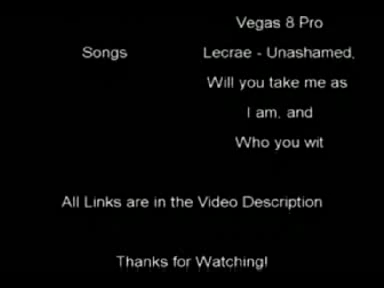 Vegas 8 Pro
Songs Lecrae - Unashamed,
Will you take me as
I am, and
Who you wit
All Links are in the Video Description
Thanks for Watching!